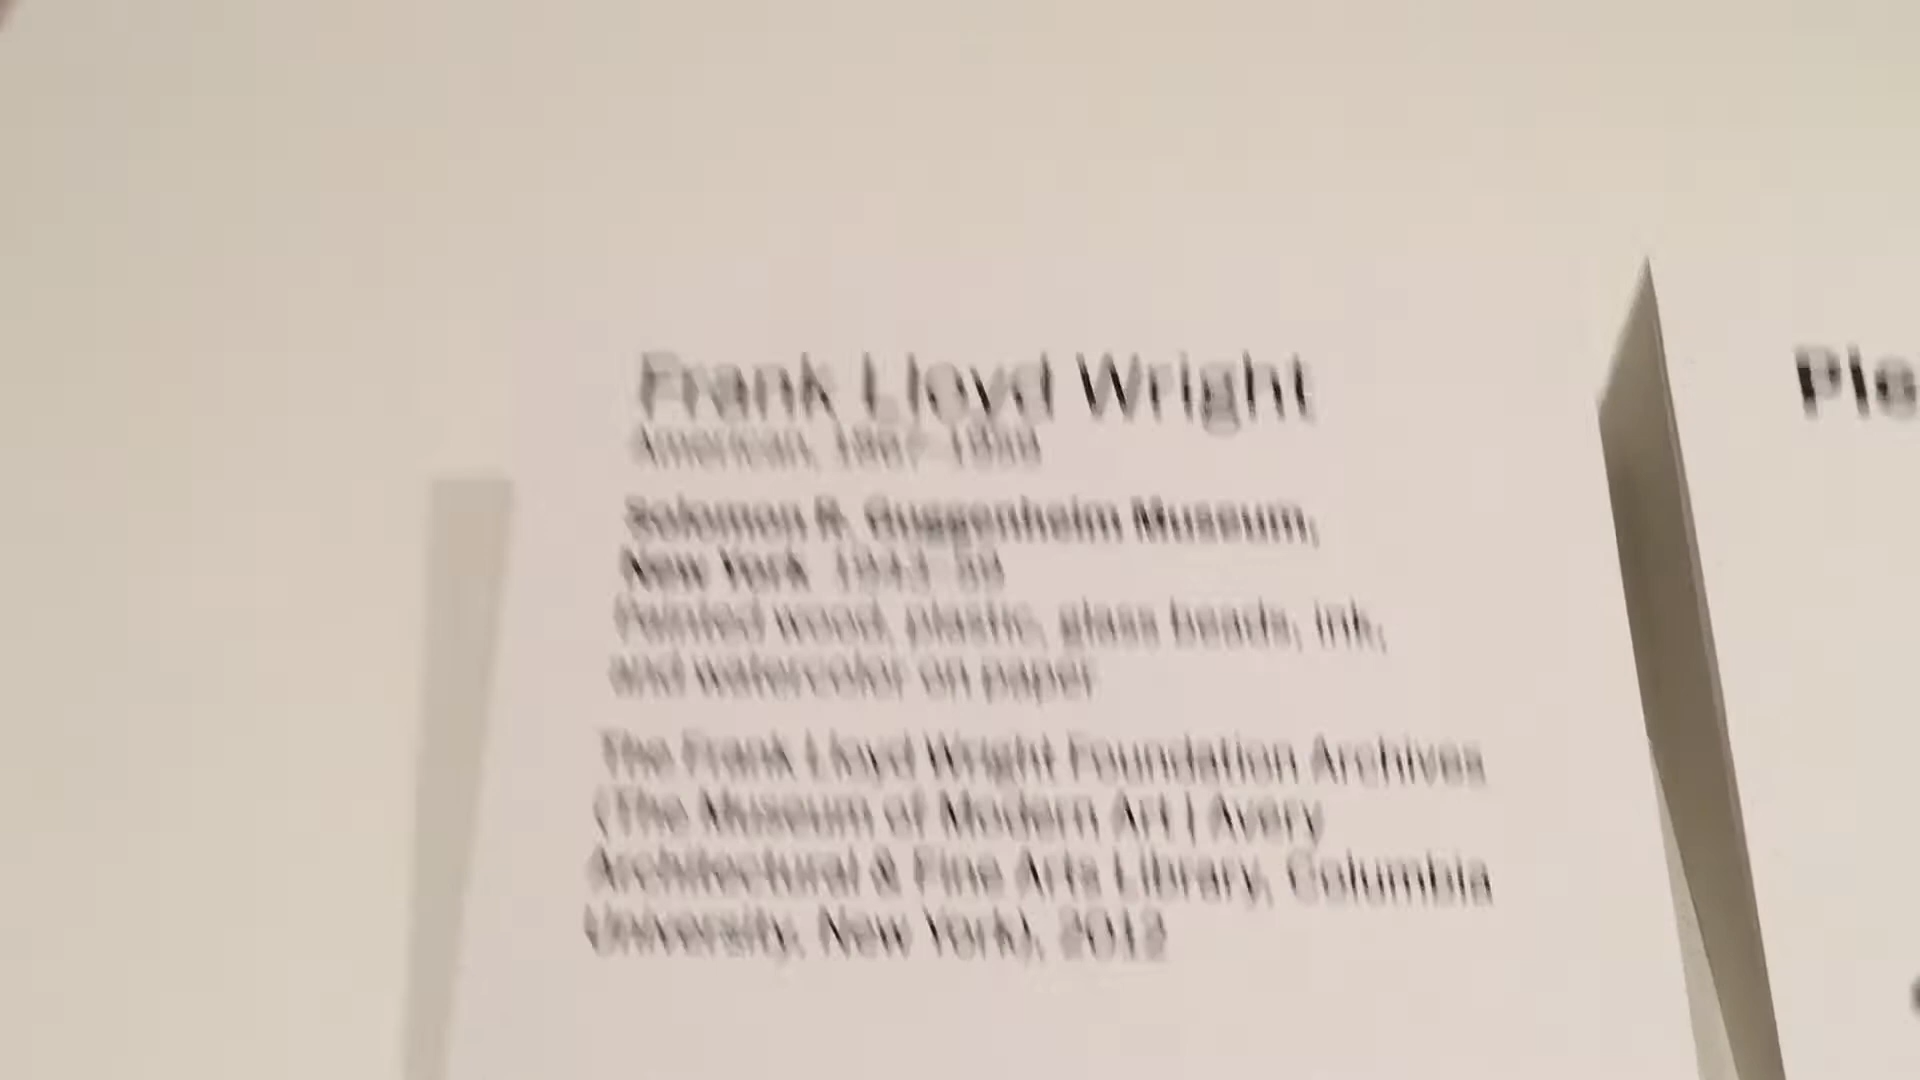 Frank Lloyd Wright
American, 1867–1959
Solomon R. Guggenheim Museum,
New York. 1943–59
Painted wood, plastic, glass beads, ink,
and watercolor on paper
The Frank Lloyd Wright Foundation Archives
(The Museum of Modern Art | Avery
Architectural & Fine Arts Library, Columbia
University, New York), 2012